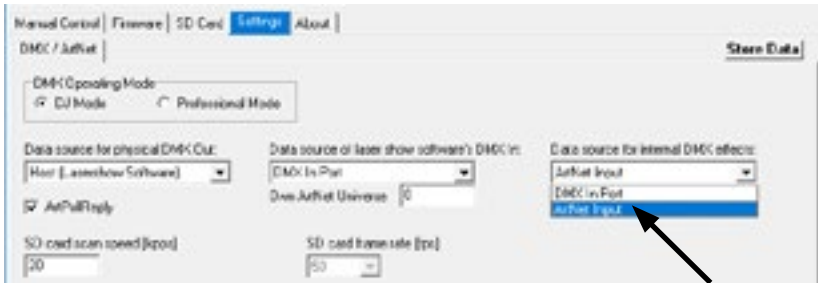 Manual Control Firmware SD Card Settings About
DMX / ArtNet Store Data
DMX Operating Mode
DJ Mode Professional Mode
Data source for physical DMX Out: Data source of laser show software's DMX In: Data source for internal DMX effects:
Host (Lasershow Software) DMX In Port ArtNet Input
Own ArtNet Universe 0 DMX In Port
ArtPollReply ArtNet Input
SD card scan speed [kpps] SD card frame rate [fps]
20 50